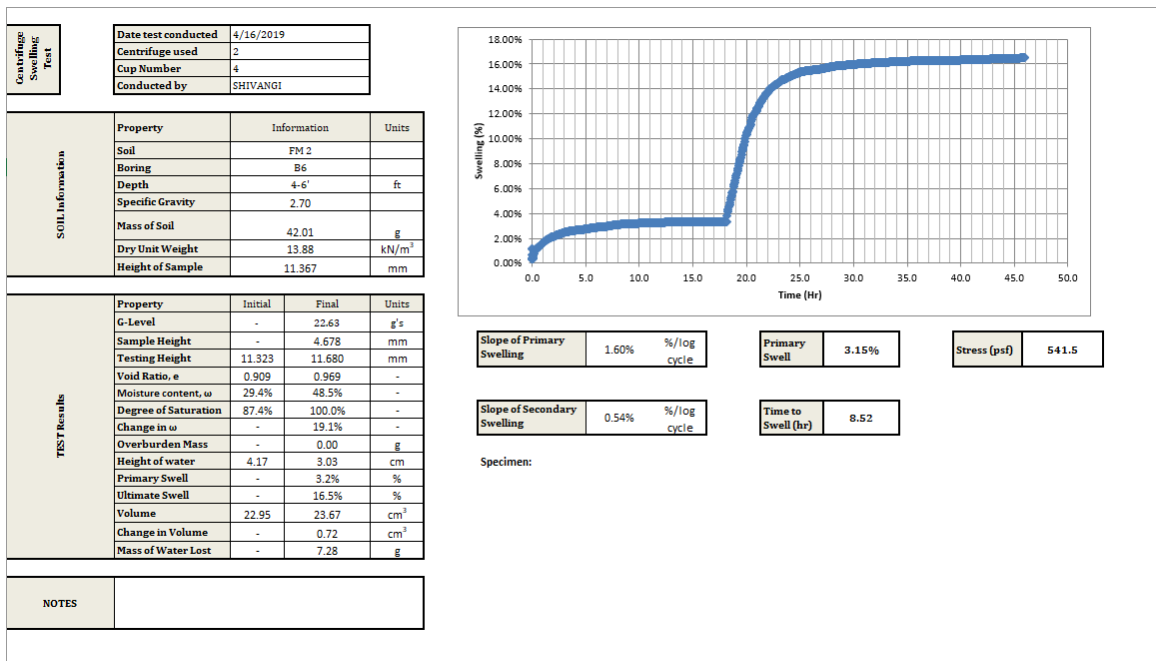 Centrifuge
Swelling
Test
Date test conducted 4/16/2019
Centrifuge used 2
Cup Number 4
Conducted by SHIVANGI
SOIL Information
Property Information Units
Soil FM 2
Boring B6
Depth 4-6' ft
Specific Gravity 2.70
Mass of Soil 42.01 g
Dry Unit Weight 13.88 kN/m³
Height of Sample 11.367 mm
TEST Results
Property Initial Final Units
G-Level - 22.63 g's
Sample Height - 4.678 mm
Testing Height 11.323 11.680 mm
Void Ratio, e 0.909 0.969 -
Moisture content, ω 29.4% 48.5% -
Degree of Saturation 87.4% 100.0% -
Change in ω - 19.1% -
Overburden Mass - 0.00 g
Height of water 4.17 3.03 cm
Primary Swell - 3.2% %
Ultimate Swell - 16.5% %
Volume 22.95 23.67 cm³
Change in Volume - 0.72 cm³
Mass of Water Lost - 7.28 g
NOTES
Swelling (%)
18.00%
16.00%
14.00%
12.00%
10.00%
8.00%
6.00%
4.00%
2.00%
0.00%
0.0 5.0 10.0 15.0 20.0 25.0 30.0 35.0 40.0 45.0 50.0
Time (Hr)
Slope of Primary
Swelling
1.60%
%/log
cycle
Primary
Swell
3.15%
Stress (psf) 541.5
Slope of Secondary
Swelling
0.54%
%/log
cycle
Time to
Swell (hr)
8.52
Specimen: